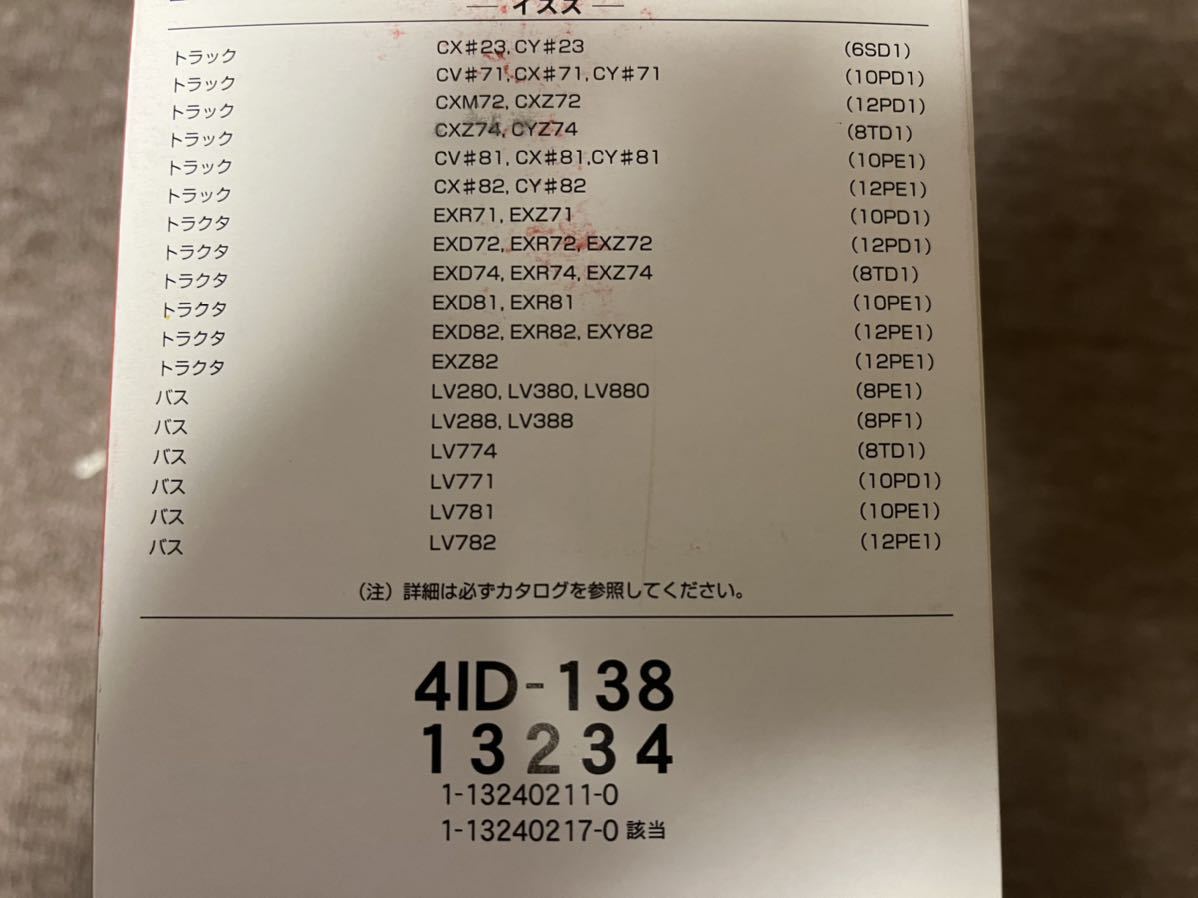 — イスズ —
トラック CX#23, CY#23 (6SD1)
トラック CV#71, CX#71, CY#71 (10PD1)
トラック CXM72, CXZ72 (12PD1)
トラック CXZ74, CYZ74 (8TD1)
トラック CV#81, CX#81,CY#81 (10PE1)
トラック CX#82, CY#82 (12PE1)
トラクタ EXR71, EXZ71 (10PD1)
トラクタ EXD72, EXR72, EXZ72 (12PD1)
トラクタ EXD74, EXR74, EXZ74 (8TD1)
トラクタ EXD81, EXR81 (10PE1)
トラクタ EXD82, EXR82, EXY82 (12PE1)
トラクタ EXZ82 (12PE1)
バス LV280, LV380, LV880 (8PE1)
バス LV288, LV388 (8PF1)
バス LV774 (8TD1)
バス LV771 (10PD1)
バス LV781 (10PE1)
バス LV782 (12PE1)
（注）詳細は必ずカタログを参照してください。
4ID-138
13234
1-13240211-0
1-13240217-0 該当